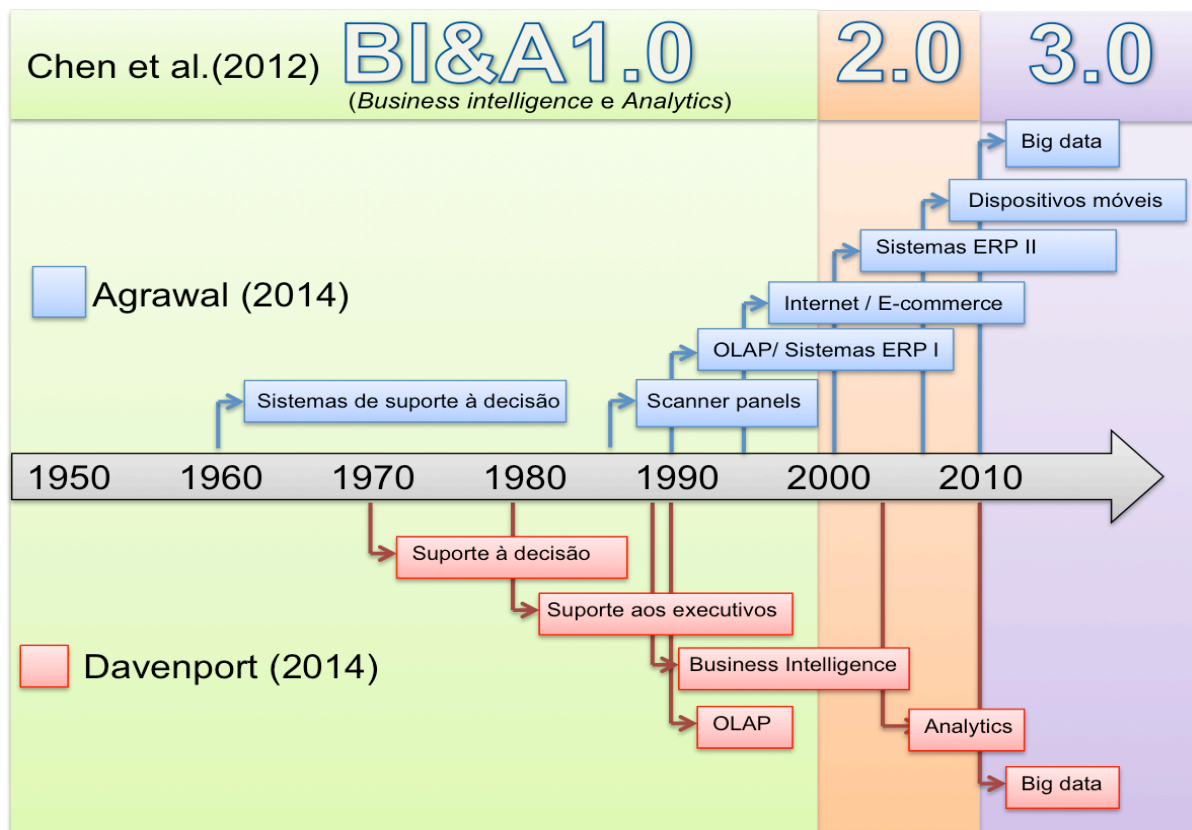 Chen et al.(2012) BI&A1.0 2.0 3.0
(Business intelligence e Analytics)
Big data
Dispositivos móveis
Sistemas ERP II
Agrawal (2014)
Internet / E-commerce
OLAP/ Sistemas ERP I
Sistemas de suporte à decisão
Scanner panels
1950 1960 1970 1980 1990 2000 2010
Suporte à decisão
Suporte aos executivos
Davenport (2014)
Business Intelligence
OLAP
Analytics
Big data